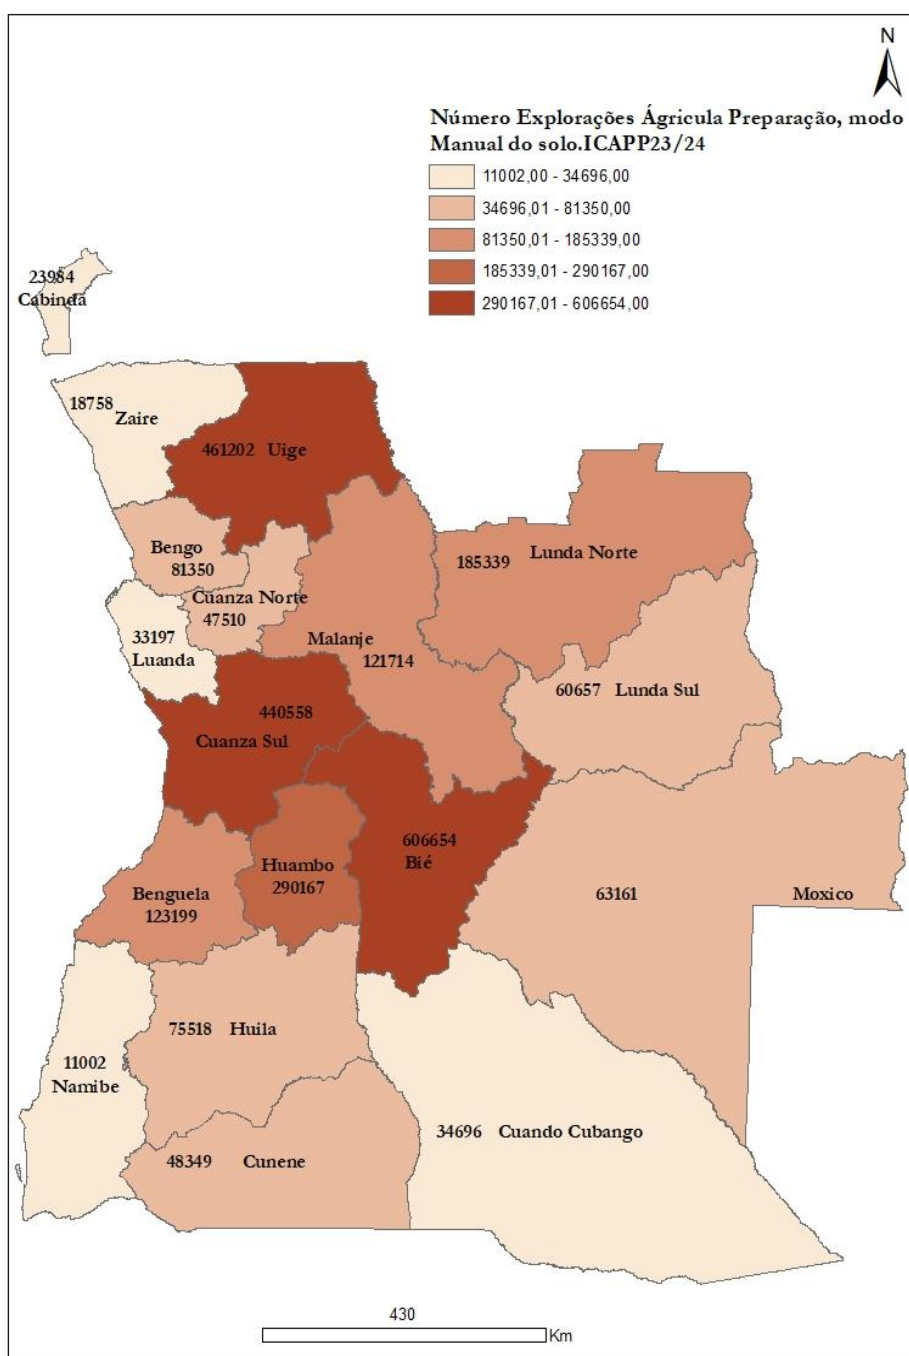 N
Número Explorações Ágricula Preparação, modo
Manual do solo.ICAPP23/24
11002,00 - 34696,00
34696,01 - 81350,00
81350,01 - 185339,00
185339,01 - 290167,00
290167,01 - 606654,00
23984
Cabinda
18758
Zaire
461202 Uige
Bengo
81350
Cuanza Norte
47510
185339
Lunda Norte
33197
Luanda
Malanje
121714
60657 Lunda Sul
440558
Cuanza Sul
606654
Bié
Huambo
290167
Benguela
123199
63161
Moxico
75518 Huila
11002
Namibe
34696 Cuando Cubango
48349 Cunene
430
Km